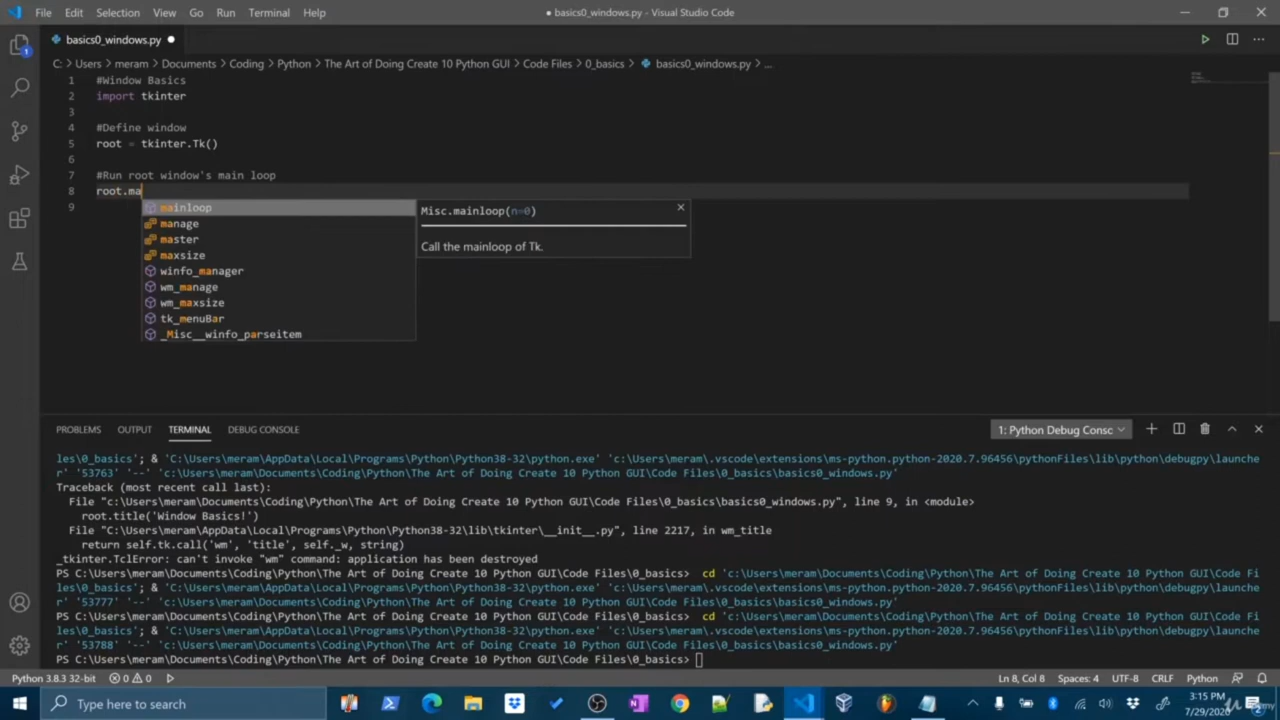 File Edit Selection View Go Run Terminal Help
● basics0_windows.py - Visual Studio Code
basics0_windows.py ●
C: > Users > meram > Documents > Coding > Python > The Art of Doing Create 10 Python GUI > Code Files > 0_basics > basics0_windows.py > ...
1 #Window Basics
2 import tkinter
3
4 #Define window
5 root = tkinter.Tk()
6
7 #Run root window's main loop
8 root.ma
9
mainloop
manage
master
maxsize
winfo_manager
wm_manage
wm_maxsize
tk_menuBar
_Misc__winfo_parseitem
Misc.mainloop(n=0)
Call the mainloop of Tk.
PROBLEMS OUTPUT TERMINAL DEBUG CONSOLE
1: Python Debug Consc
les\0_basics'; & 'C:\Users\meram\AppData\Local\Programs\Python\Python38-32\python.exe' 'c:\Users\meram\.vscode\extensions\ms-python.python-2020.7.96456\pythonFiles\lib\python\debugpy\launche
r' '53763' '--' 'c:\Users\meram\Documents\Coding\Python\The Art of Doing Create 10 Python GUI\Code Files\0_basics\basics0_windows.py'
Traceback (most recent call last):
File "c:\Users\meram\Documents\Coding\Python\The Art of Doing Create 10 Python GUI\Code Files\0_basics\basics0_windows.py", line 9, in <module>
root.title('Window Basics!')
File "C:\Users\meram\AppData\Local\Programs\Python\Python38-32\lib\tkinter\__init__.py", line 2217, in wm_title
return self.tk.call('wm', 'title', self._w, string)
_tkinter.TclError: can't invoke "wm" command: application has been destroyed
PS C:\Users\meram\Documents\Coding\Python\The Art of Doing Create 10 Python GUI\Code Files\0_basics> cd 'c:\Users\meram\Documents\Coding\Python\The Art of Doing Create 10 Python GUI\Code Fi
les\0_basics'; & 'C:\Users\meram\AppData\Local\Programs\Python\Python38-32\python.exe' 'c:\Users\meram\.vscode\extensions\ms-python.python-2020.7.96456\pythonFiles\lib\python\debugpy\launche
r' '53777' '--' 'c:\Users\meram\Documents\Coding\Python\The Art of Doing Create 10 Python GUI\Code Files\0_basics\basics0_windows.py'
PS C:\Users\meram\Documents\Coding\Python\The Art of Doing Create 10 Python GUI\Code Files\0_basics> cd 'c:\Users\meram\Documents\Coding\Python\The Art of Doing Create 10 Python GUI\Code Fi
les\0_basics'; & 'C:\Users\meram\AppData\Local\Programs\Python\Python38-32\python.exe' 'c:\Users\meram\.vscode\extensions\ms-python.python-2020.7.96456\pythonFiles\lib\python\debugpy\launche
r' '53788' '--' 'c:\Users\meram\Documents\Coding\Python\The Art of Doing Create 10 Python GUI\Code Files\0_basics\basics0_windows.py'
PS C:\Users\meram\Documents\Coding\Python\The Art of Doing Create 10 Python GUI\Code Files\0_basics>
Python 3.8.3 32-bit 0 0 Ln 8, Col 8 Spaces: 4 UTF-8 CRLF Python
Type here to search
3:15 PM
7/29/2020